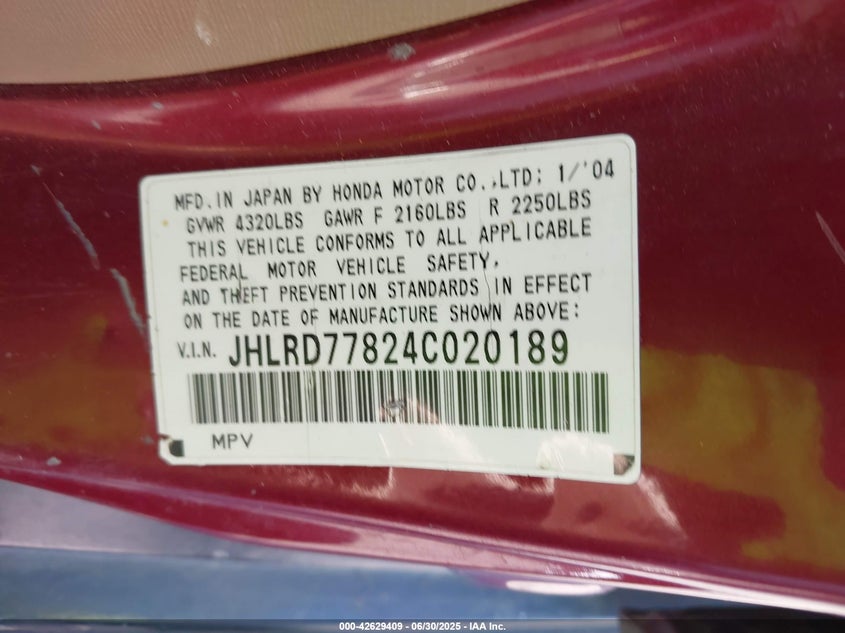 MFD.IN JAPAN BY HONDA MOTOR CO.,LTD: 1/'04
GVWR 4320LBS GAWR F 2160LBS R 2250LBS
THIS VEHICLE CONFORMS TO ALL APPLICABLE
FEDERAL MOTOR VEHICLE SAFETY,
AND THEFT PREVENTION STANDARDS IN EFFECT
ON THE DATE OF MANUFACTURE SHOWN ABOVE:
V.I.N. JHLRD77824C020189
MPV
000-42629409 - 06/30/2025 - IAA Inc.